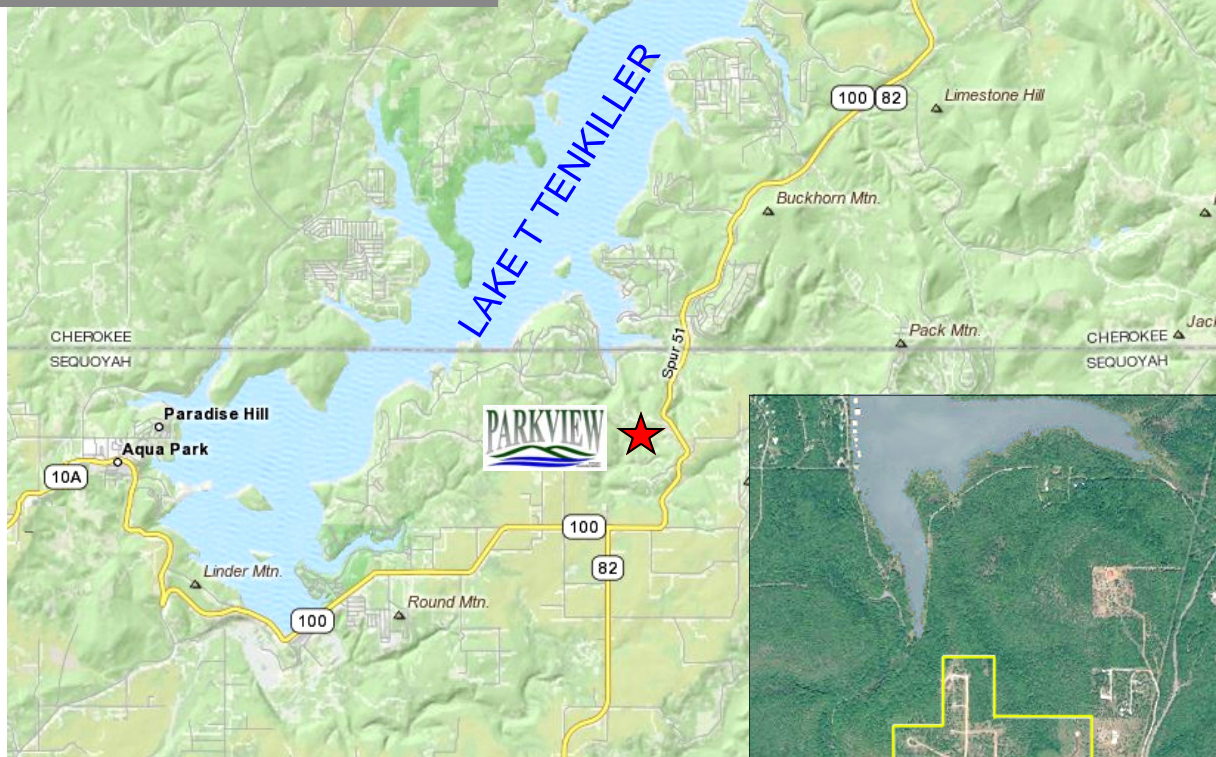 LAKE T TENKILLER
100 82
Limestone Hill
Buckhorn Mtn.
Pack Mtn.
CHEROKEE
SEQUOYAH
CHEROKEE
SEQUOYAH
Spur 51
Paradise Hill
Aqua Park
PARKVIEW
10A
100
82
Linder Mtn.
Round Mtn.
100